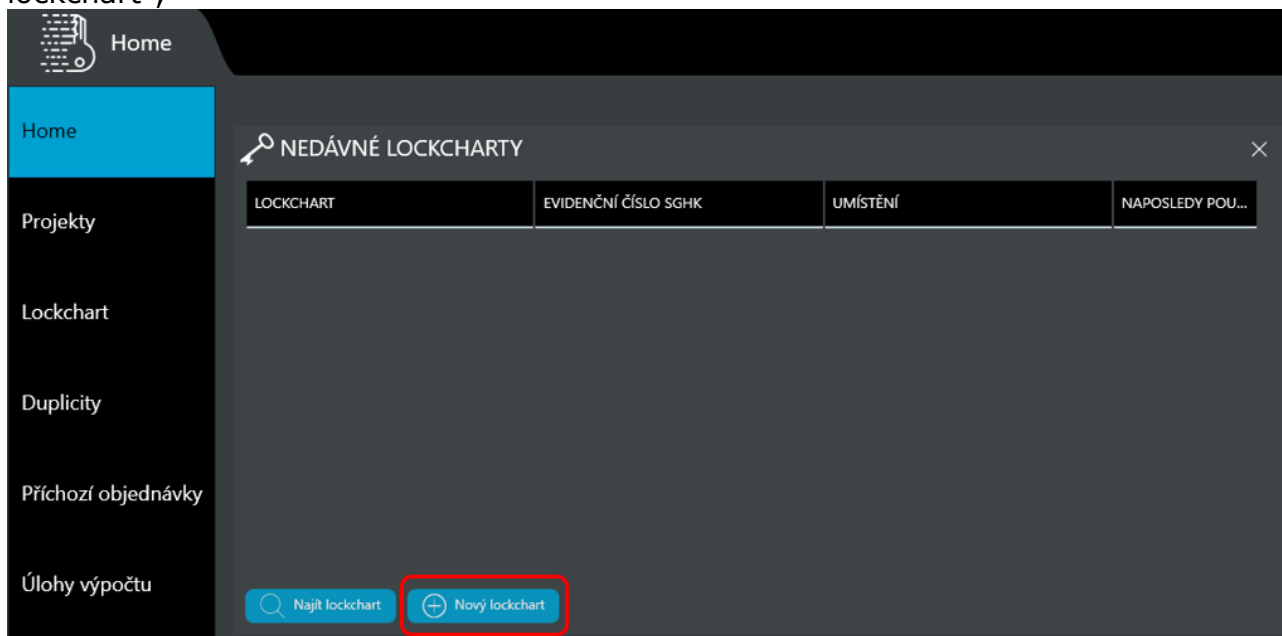 lockchart")
Home
Home
Projekty
Lockchart
Duplicity
Příchozí objednávky
Úlohy výpočtu
NEDÁVNÉ LOCKCHARTY
LOCKCHART EVIDENČNÍ ČÍSLO SGHK UMÍSTĚNÍ NAPOSLEDY POU...
Najít lockchart Nový lockchart